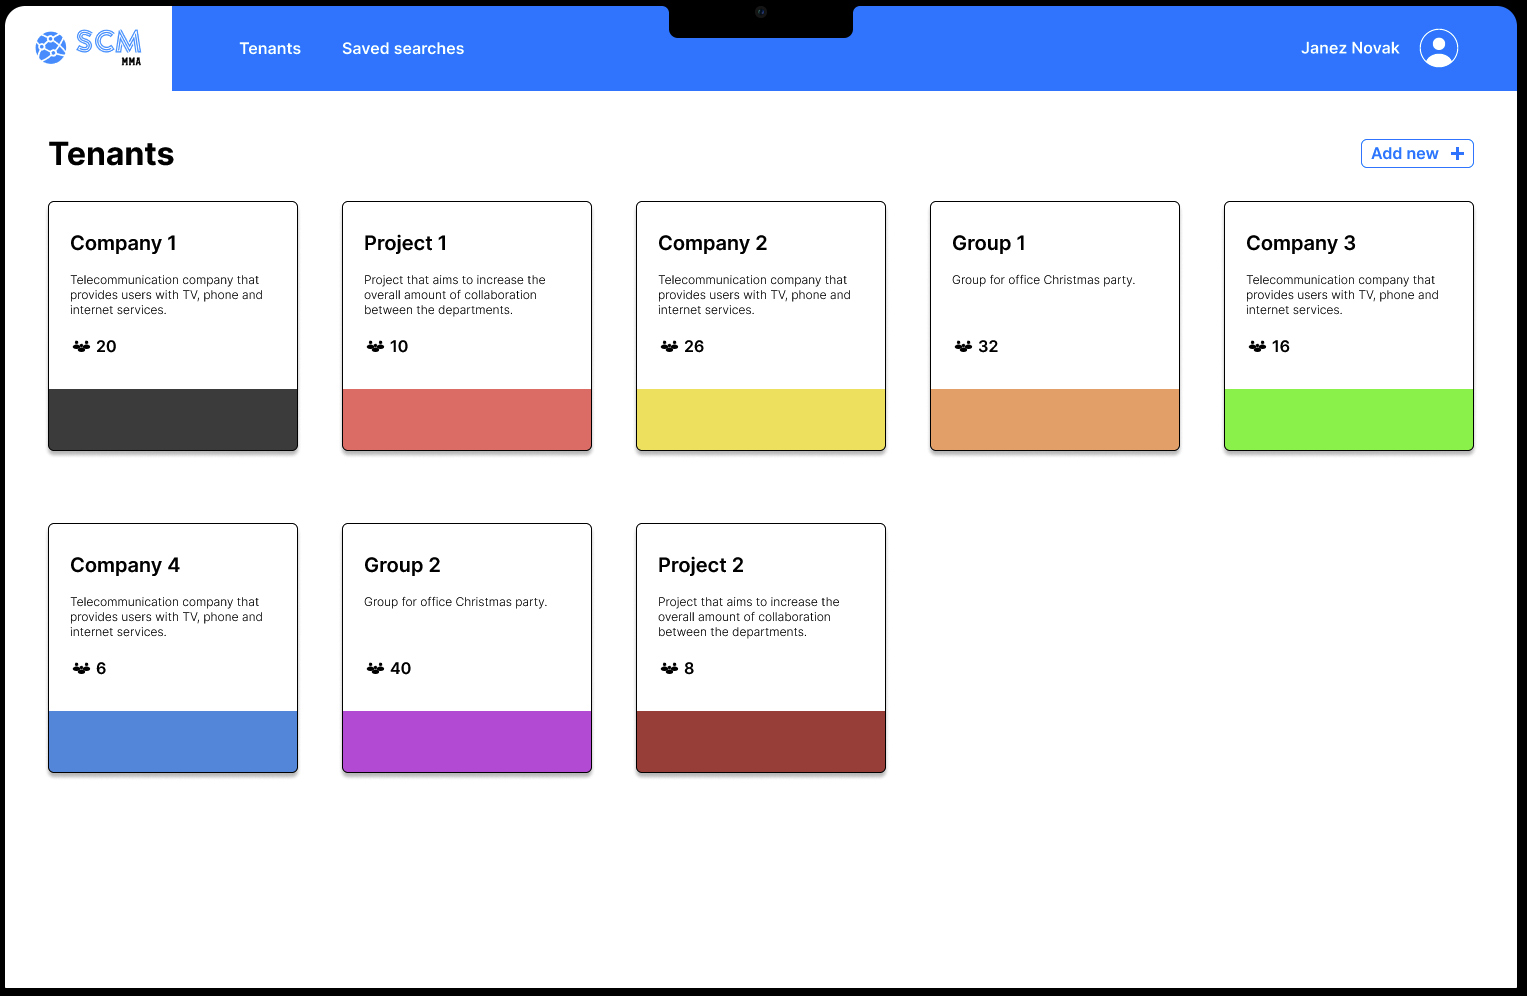 SCM
MMA
Tenants
Saved searches
Janez Novak
Tenants
Add new
Company 1
Telecommunication company that
provides users with TV, phone and
internet services.
20
Project 1
Project that aims to increase the
overall amount of collaboration
between the departments.
10
Company 2
Telecommunication company that
provides users with TV, phone and
internet services.
26
Group 1
Group for office Christmas party.
32
Company 3
Telecommunication company that
provides users with TV, phone and
internet services.
16
Company 4
Telecommunication company that
provides users with TV, phone and
internet services.
6
Group 2
Group for office Christmas party.
40
Project 2
Project that aims to increase the
overall amount of collaboration
between the departments.
8